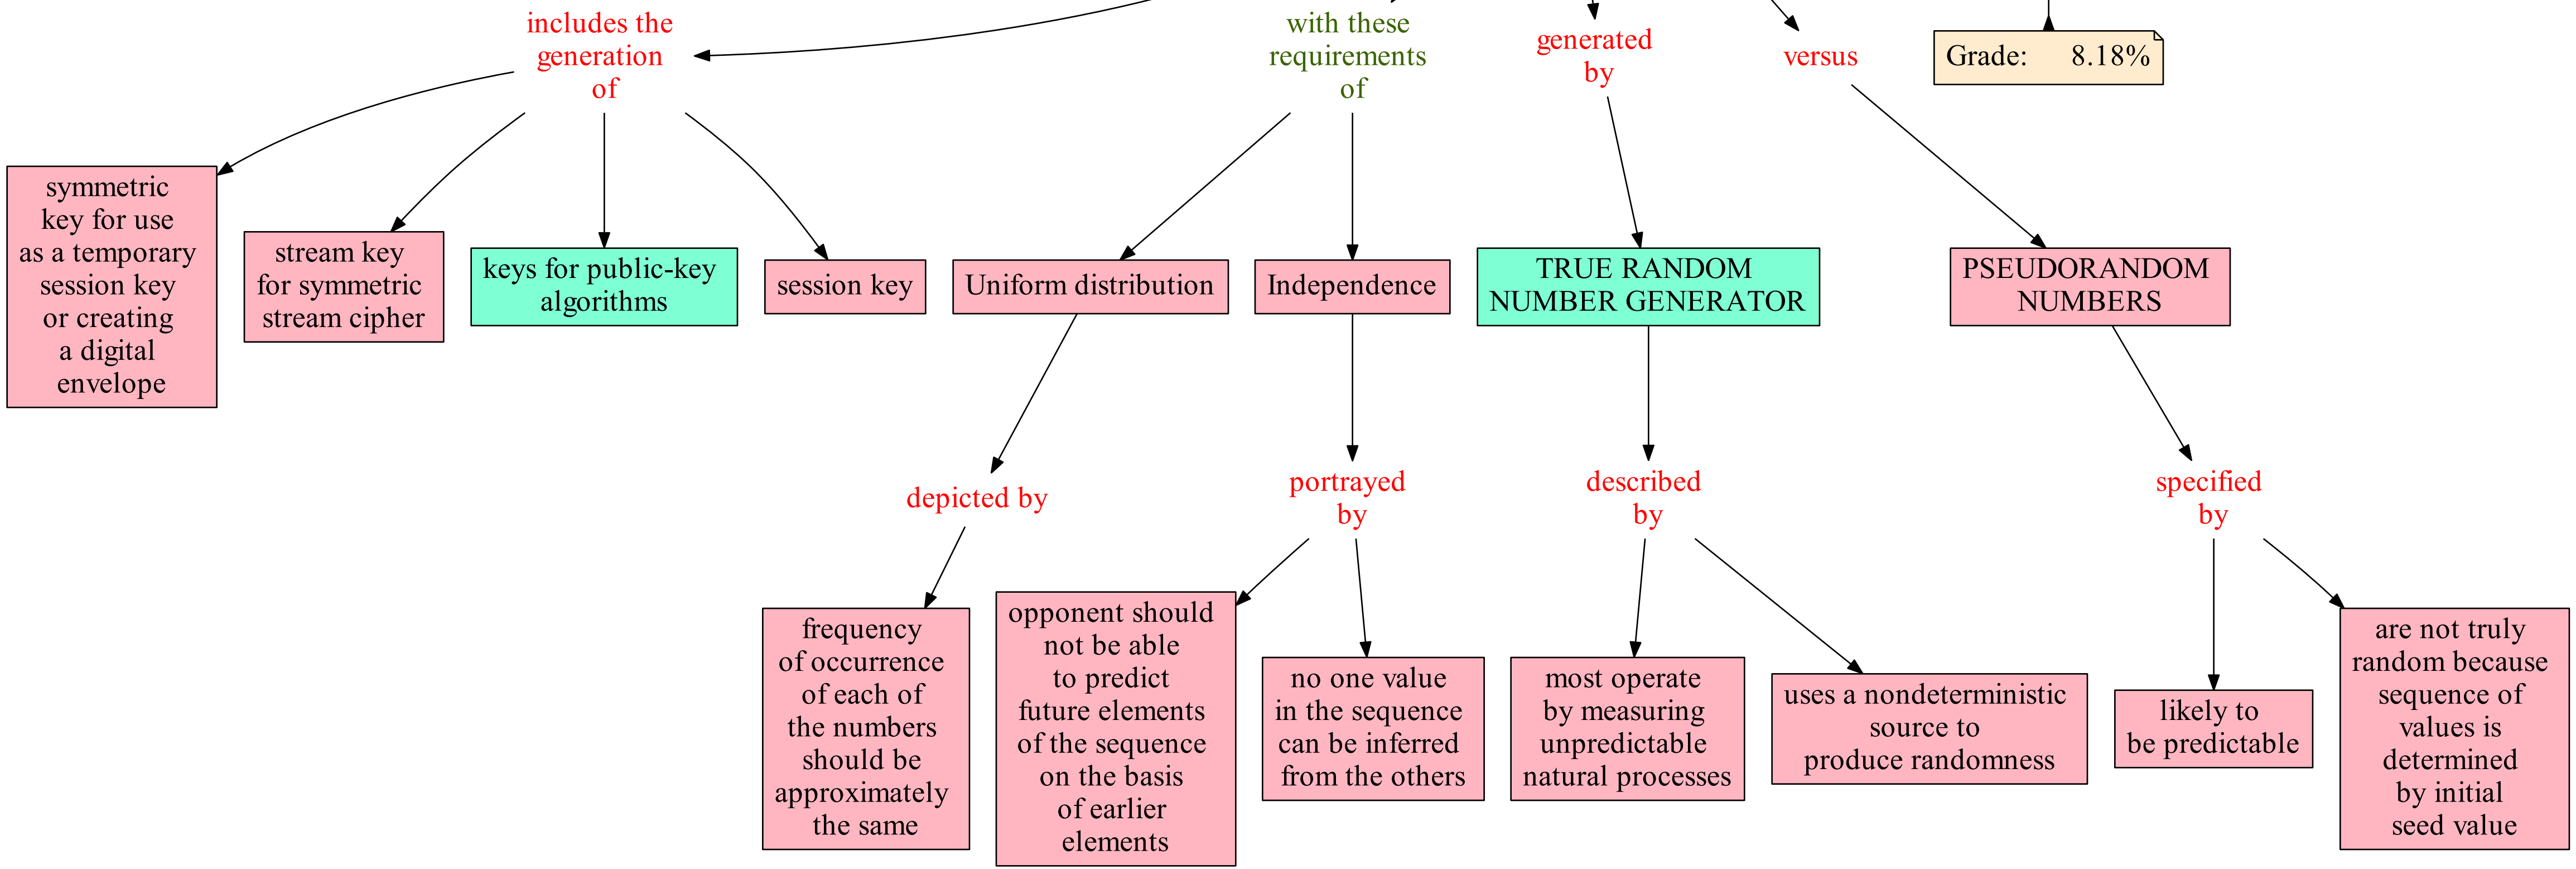 includes the
generation
of
with these
requirements
of
generated
by
versus
Grade: 8.18%
symmetric
key for use
as a temporary
session key
or creating
a digital
envelope
stream key
for symmetric
stream cipher
keys for public-key
algorithms
session key
Uniform distribution
Independence
TRUE RANDOM
NUMBER GENERATOR
PSEUDORANDOM
NUMBERS
depicted by
portrayed
by
described
by
specified
by
frequency
of occurrence
of each of
the numbers
should be
approximately
the same
opponent should
not be able
to predict
future elements
of the sequence
on the basis
of earlier
elements
no one value
in the sequence
can be inferred
from the others
most operate
by measuring
unpredictable
natural processes
uses a nondeterministic
source to
produce randomness
likely to
be predictable
are not truly
random because
sequence of
values is
determined
by initial
seed value